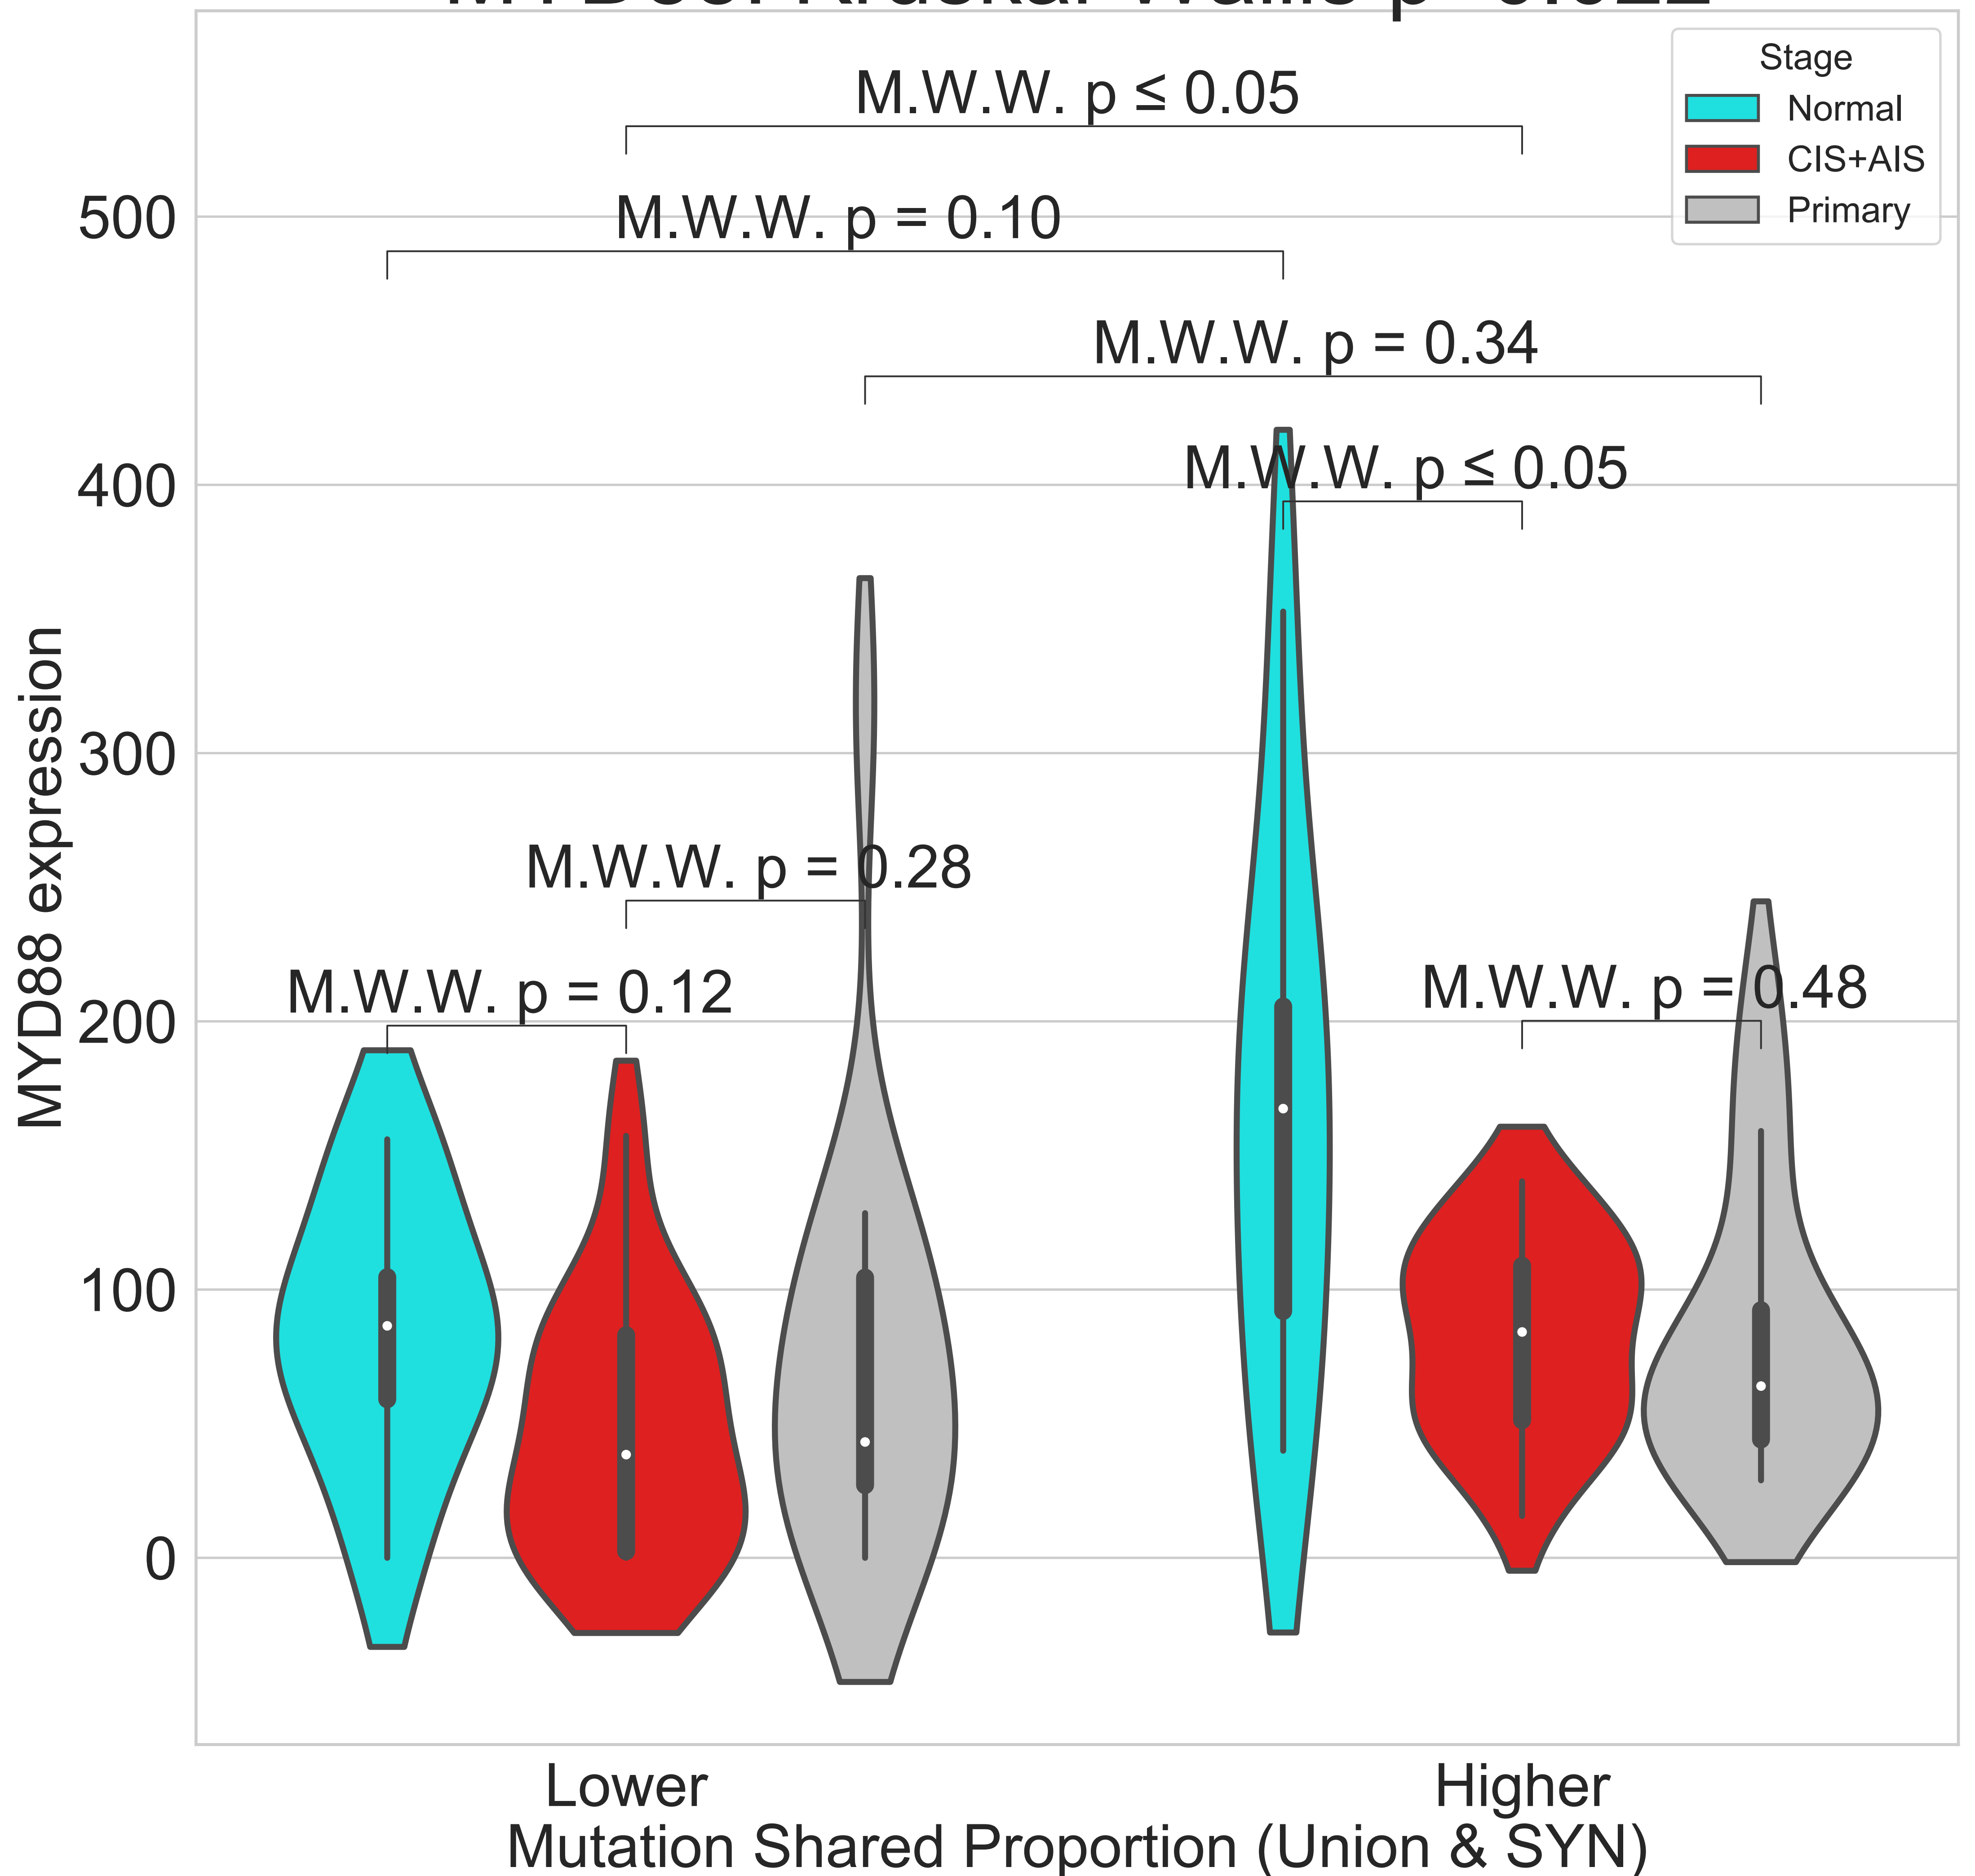 Stage
Normal
CIS+AIS
Primary
M.W.W. p ≤ 0.05
M.W.W. p = 0.10
M.W.W. p = 0.34
M.W.W. p ≤ 0.05
M.W.W. p = 0.28
M.W.W. p = 0.12
M.W.W. p = 0.48
MYD88 expression
500
400
300
200
100
0
Lower
Higher
Mutation Shared Proportion (Union & SYN)